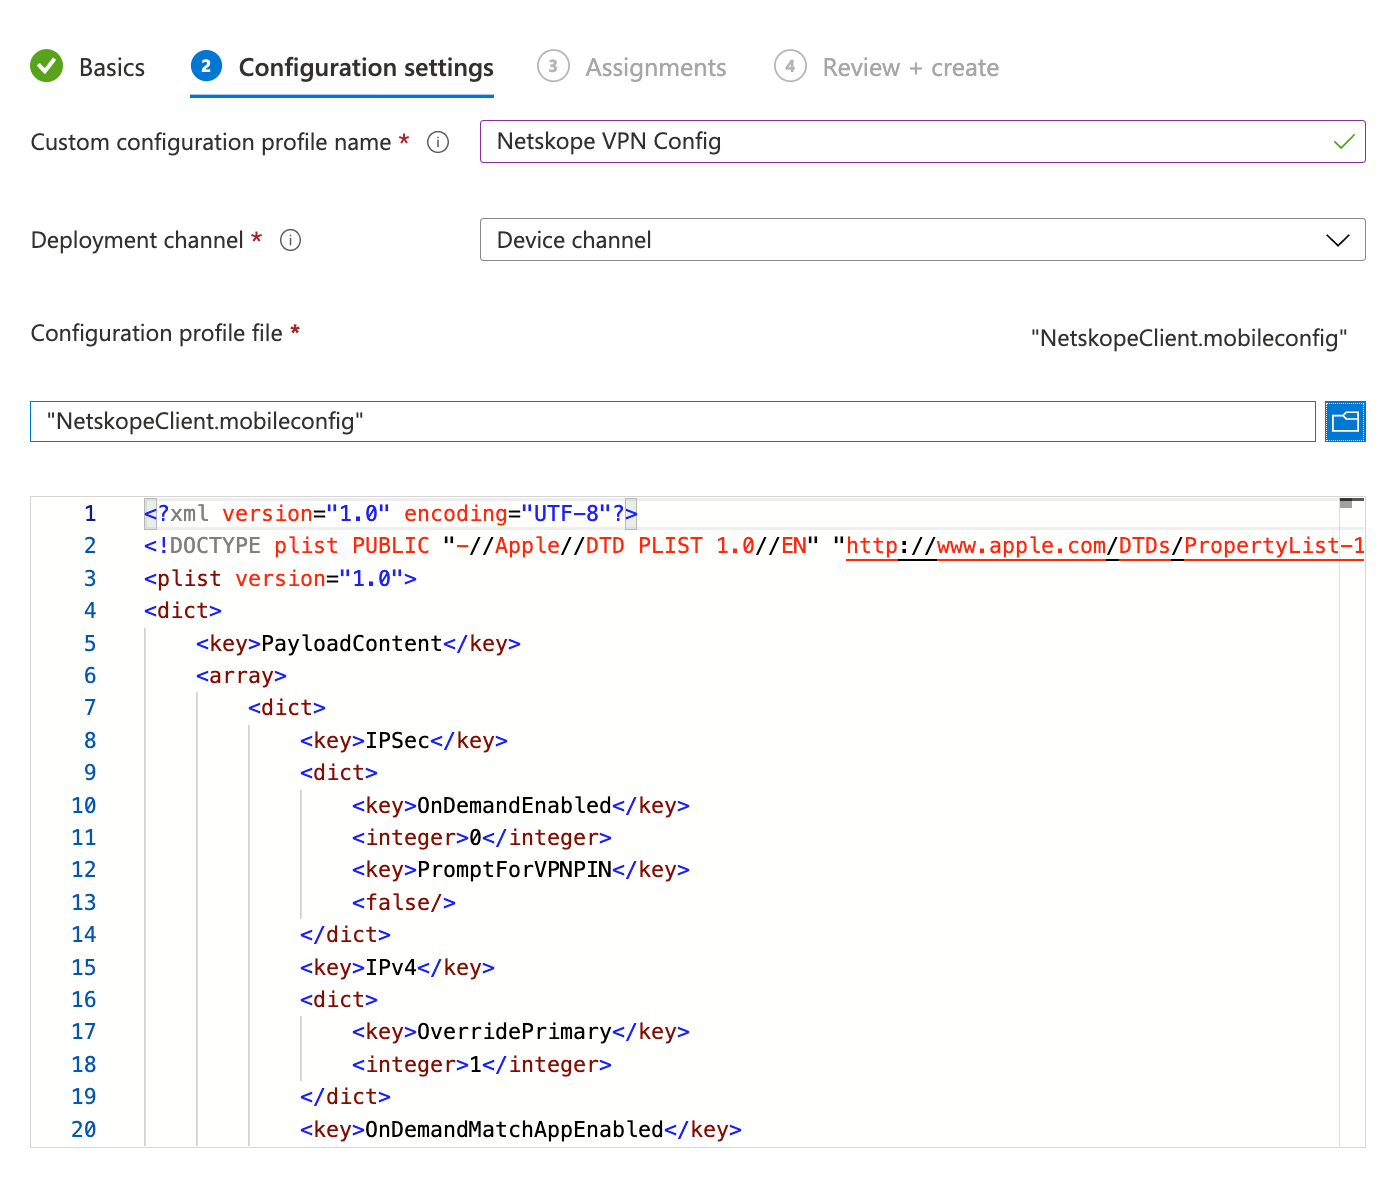 Basics
2 Configuration settings
3 Assignments
4 Review + create
Custom configuration profile name * i
Netskope VPN Config
Deployment channel * i
Device channel
Configuration profile file *
"NetskopeClient.mobileconfig"
"NetskopeClient.mobileconfig"
1 <?xml version="1.0" encoding="UTF-8"?>
2 <!DOCTYPE plist PUBLIC "-//Apple//DTD PLIST 1.0//EN" "http://www.apple.com/DTDs/PropertyList-1
3 <plist version="1.0">
4 <dict>
5 <key>PayloadContent</key>
6 <array>
7 <dict>
8 <key>IPSec</key>
9 <dict>
10 <key>OnDemandEnabled</key>
11 <integer>0</integer>
12 <key>PromptForVPNPIN</key>
13 <false/>
14 </dict>
15 <key>IPv4</key>
16 <dict>
17 <key>OverridePrimary</key>
18 <integer>1</integer>
19 </dict>
20 <key>OnDemandMatchAppEnabled</key>